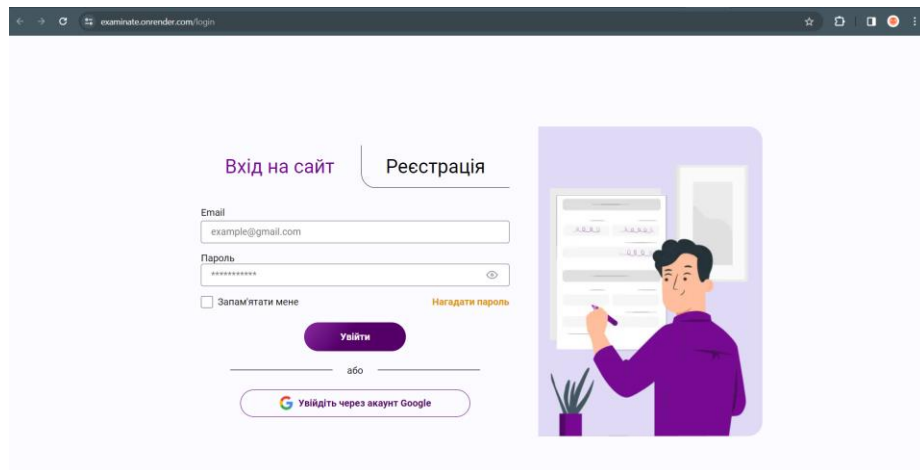 examinate.onrender.com/login
Вхід на сайт
Реєстрація
Email
example@gmail.com
Пароль
***********
Запам'ятати мене
Нагадати пароль
Увійти
або
Увійдіть через акаунт Google